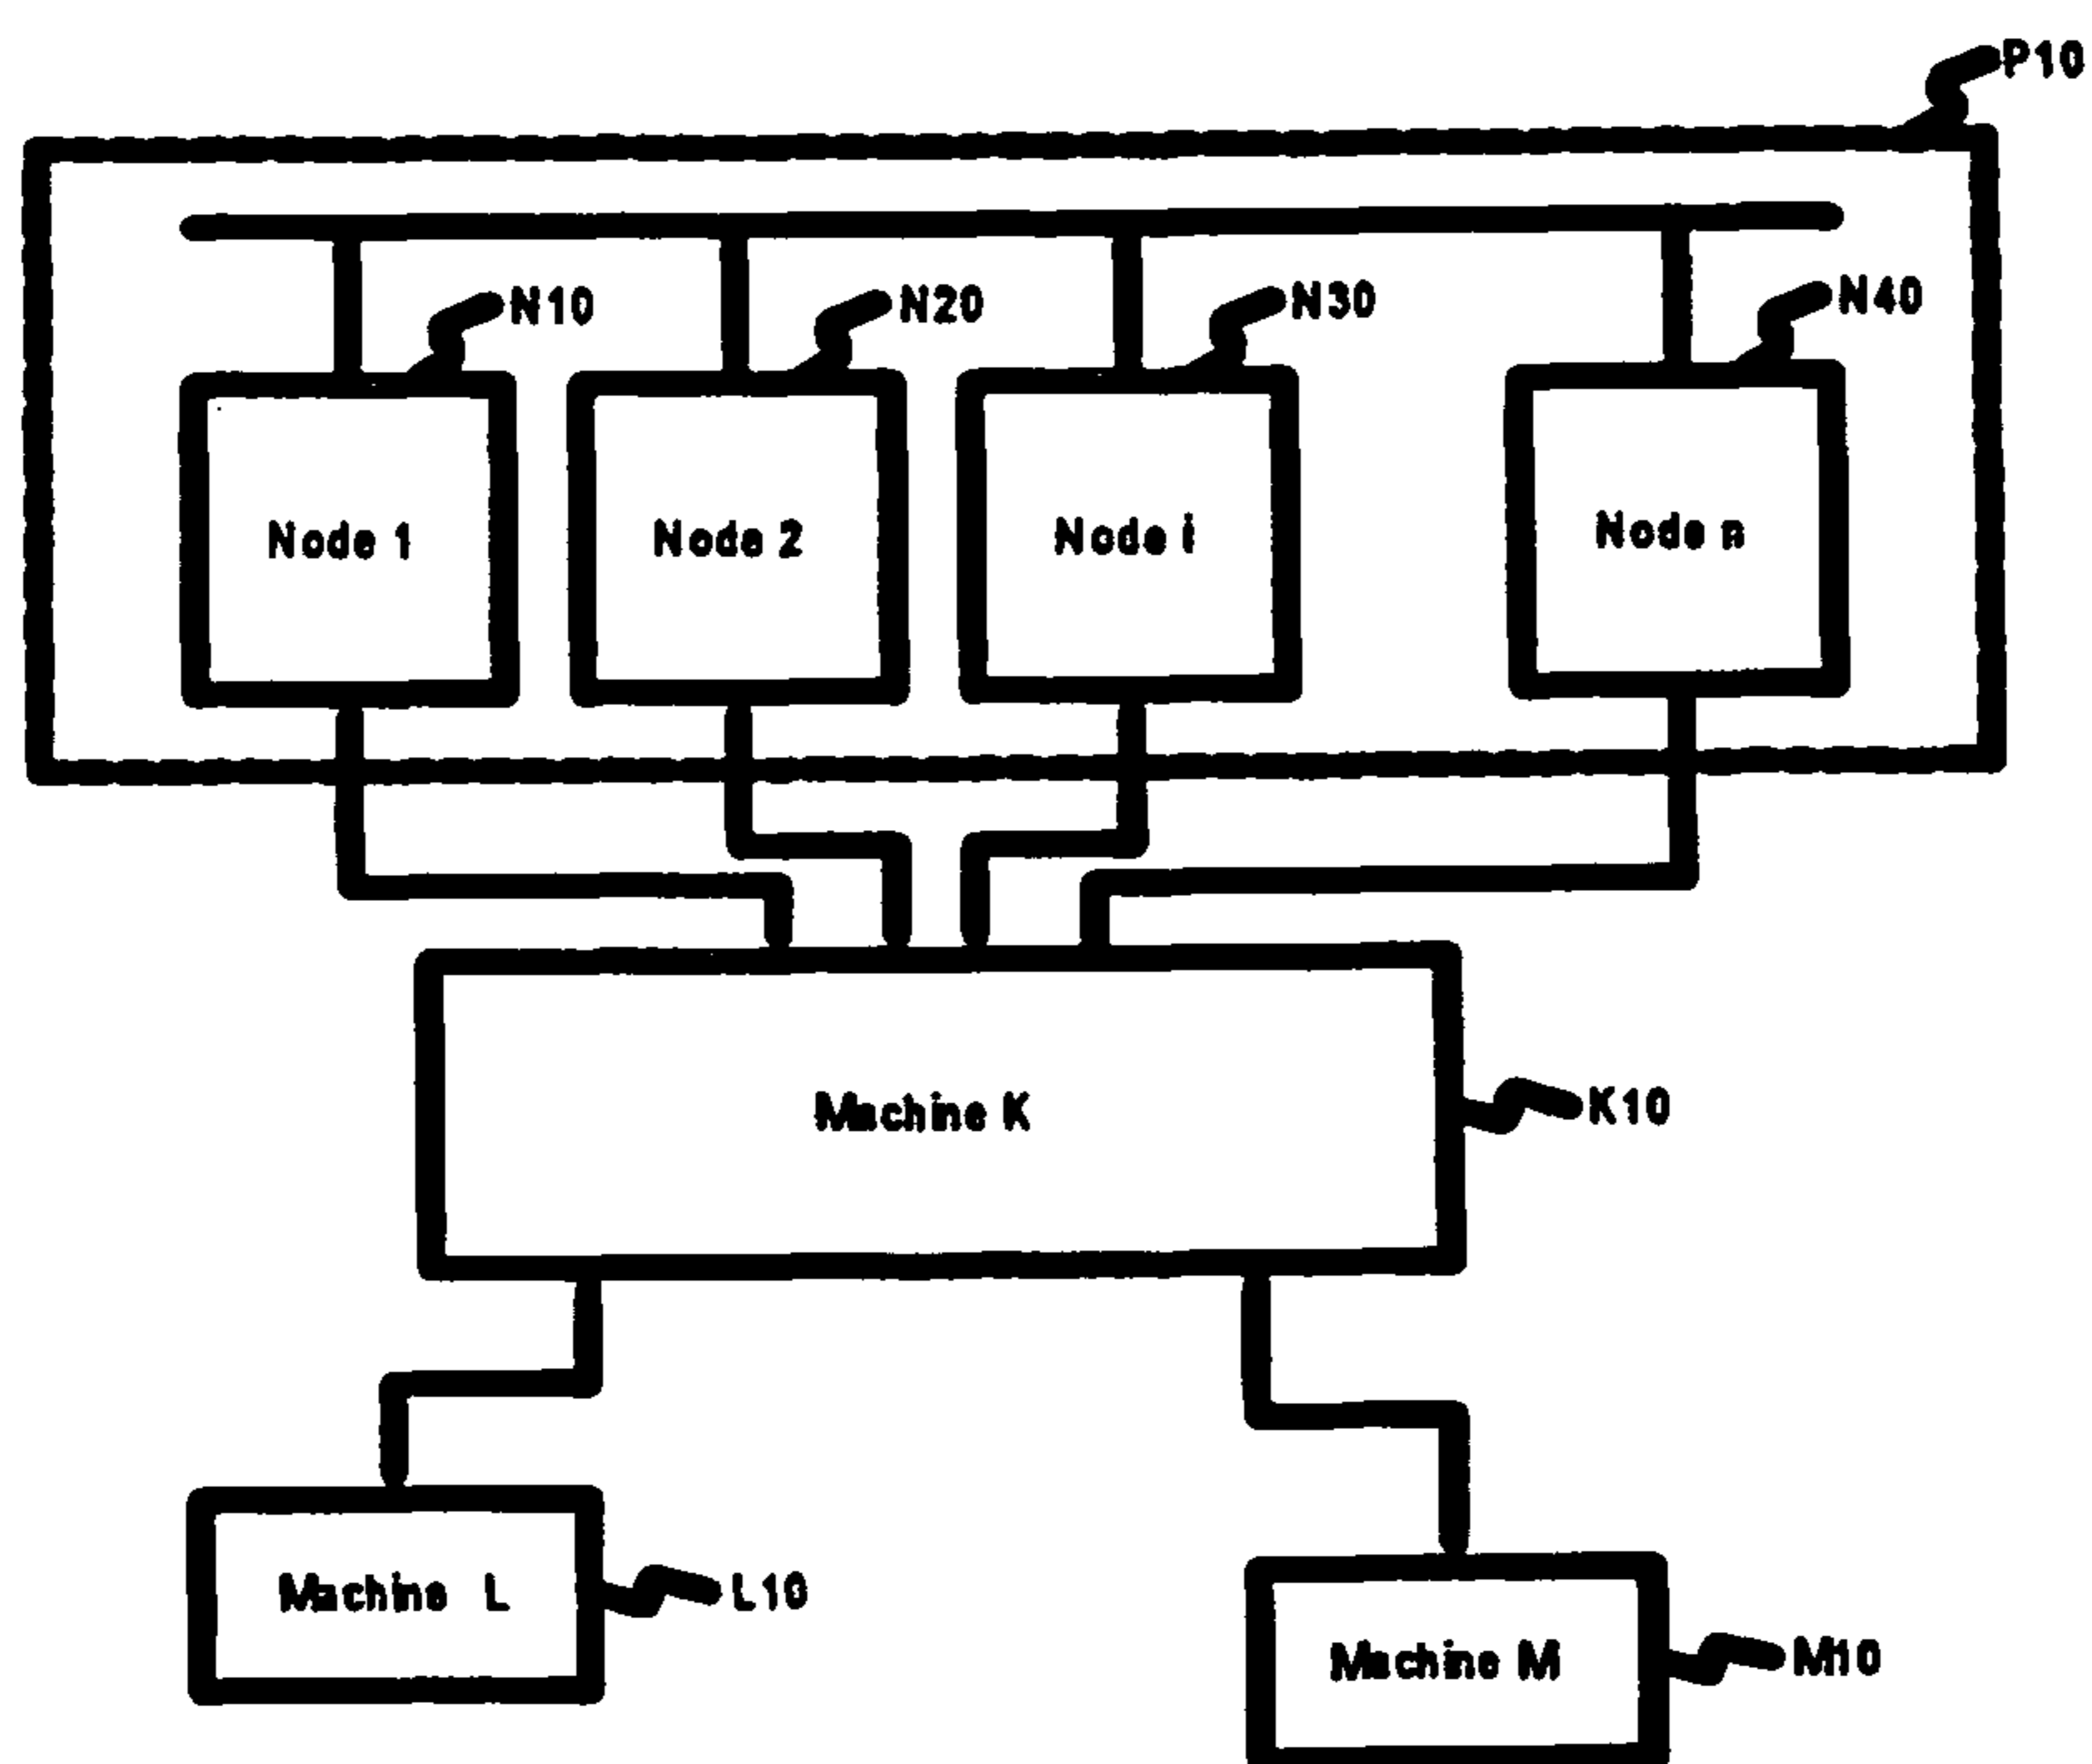 P10
N10
N20
N30
N40
Node 1
Node 2
Node i
Node n
Machine K
K10
Machine L
L10
Machine M
M10